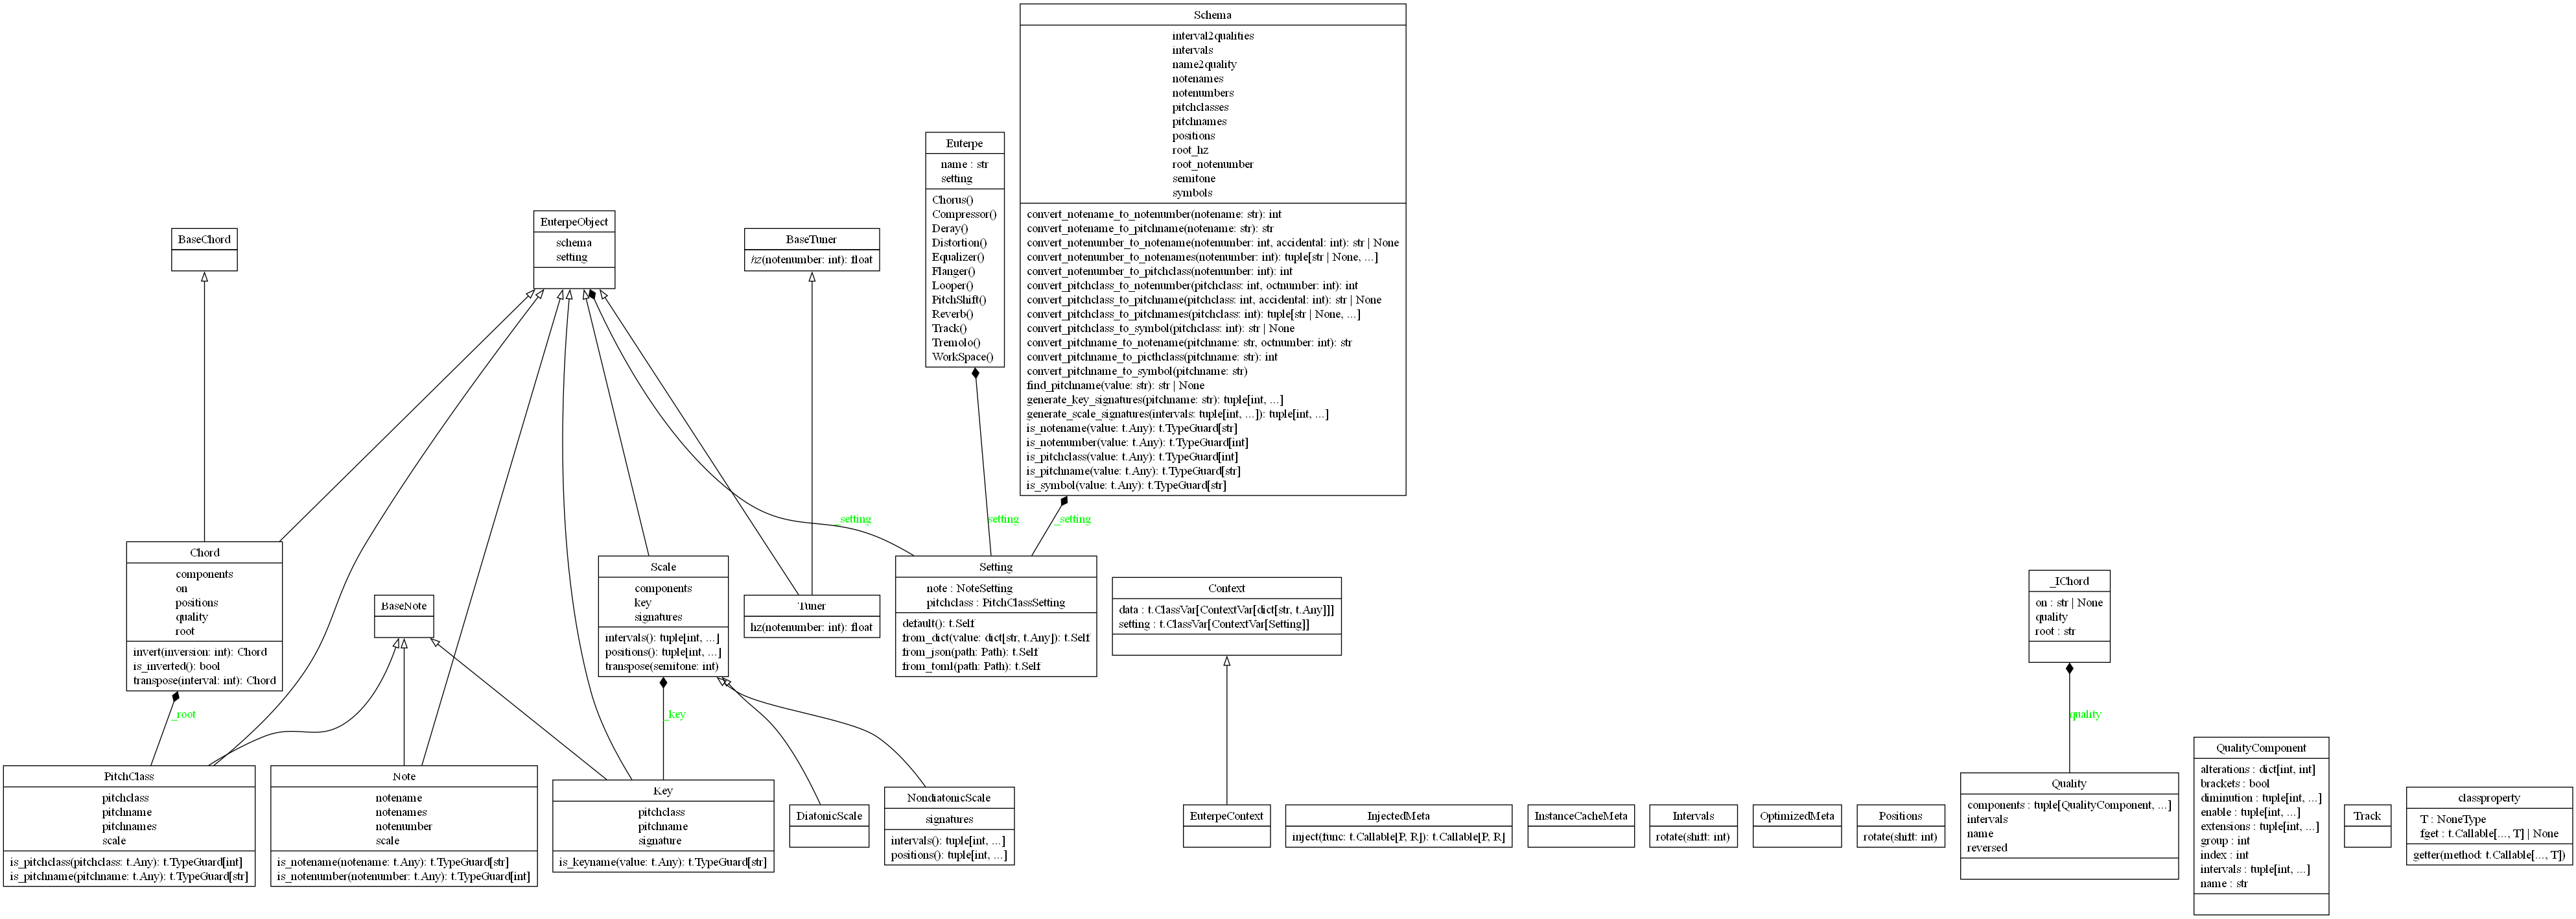 Schema
interval2qualities
intervals
name2quality
notenames
notenumbers
pitchclasses
pitchnames
positions
root_hz
root_notenumber
semitone
symbols
convert_notename_to_notenumber(notename: str): int
convert_notename_to_pitchname(notename: str): str
convert_notenumber_to_notename(notenumber: int, accidental: int): str | None
convert_notenumber_to_notenames(notenumber: int): tuple[str | None, ...]
convert_notenumber_to_pitchclass(notenumber: int): int
convert_pitchclass_to_notenumber(pitchclass: int, octnumber: int): int
convert_pitchclass_to_pitchname(pitchclass: int, accidental: int): str | None
convert_pitchclass_to_pitchnames(pitchclass: int): tuple[str | None, ...]
convert_pitchclass_to_symbol(pitchclass: int): str | None
convert_pitchname_to_notename(pitchname: str, octnumber: int): str
convert_pitchname_to_picthclass(pitchname: str): int
convert_pitchname_to_symbol(pitchname: str)
find_pitchname(value: str): str | None
generate_key_signatures(pitchname: str): tuple[int, ...]
generate_scale_signatures(intervals: tuple[int, ...]): tuple[int, ...]
is_notename(value: t.Any): t.TypeGuard[str]
is_notenumber(value: t.Any): t.TypeGuard[int]
is_pitchclass(value: t.Any): t.TypeGuard[int]
is_pitchname(value: t.Any): t.TypeGuard[str]
is_symbol(value: t.Any): t.TypeGuard[str]
Euterpe
name : str
setting
Chorus()
Compressor()
Deray()
Distortion()
Equalizer()
Flanger()
Looper()
PitchShift()
Reverb()
Track()
Tremolo()
WorkSpace()
EuterpeObject
schema
setting
BaseChord
BaseTuner
hz(notenumber: int): float
_setting
setting
_setting
Chord
components
on
positions
quality
root
invert(inversion: int): Chord
is_inverted(): bool
transpose(interval: int): Chord
BaseNote
Scale
components
key
signatures
intervals(): tuple[int, ...]
positions(): tuple[int, ...]
transpose(semitone: int)
Tuner
hz(notenumber: int): float
Setting
note : NoteSetting
pitchclass : PitchClassSetting
default(): t.Self
from_dict(value: dict[str, t.Any]): t.Self
from_json(path: Path): t.Self
from_toml(path: Path): t.Self
Context
data : t.ClassVar[ContextVar[dict[str, t.Any]]]
setting : t.ClassVar[ContextVar[Setting]]
_IChord
on : str | None
quality
root : str
_root
_key
quality
PitchClass
pitchclass
pitchname
pitchnames
scale
is_pitchclass(pitchclass: t.Any): t.TypeGuard[int]
is_pitchname(pitchname: t.Any): t.TypeGuard[str]
Note
notename
notenames
notenumber
scale
is_notename(notename: t.Any): t.TypeGuard[str]
is_notenumber(notenumber: t.Any): t.TypeGuard[int]
Key
pitchclass
pitchname
signature
is_keyname(value: t.Any): t.TypeGuard[str]
DiatonicScale
NondiatonicScale
signatures
intervals(): tuple[int, ...]
positions(): tuple[int, ...]
EuterpeContext
InjectedMeta
inject(func: t.Callable[P, R]): t.Callable[P, R]
InstanceCacheMeta
Intervals
rotate(shift: int)
OptimizedMeta
Positions
rotate(shift: int)
Quality
components : tuple[QualityComponent, ...]
intervals
name
reversed
QualityComponent
alterations : dict[int, int]
brackets : bool
diminution : tuple[int, ...]
enable : tuple[int, ...]
extensions : tuple[int, ...]
group : int
index : int
intervals : tuple[int, ...]
name : str
Track
classproperty
T : NoneType
fget : t.Callable[..., T] | None
getter(method: t.Callable[..., T])